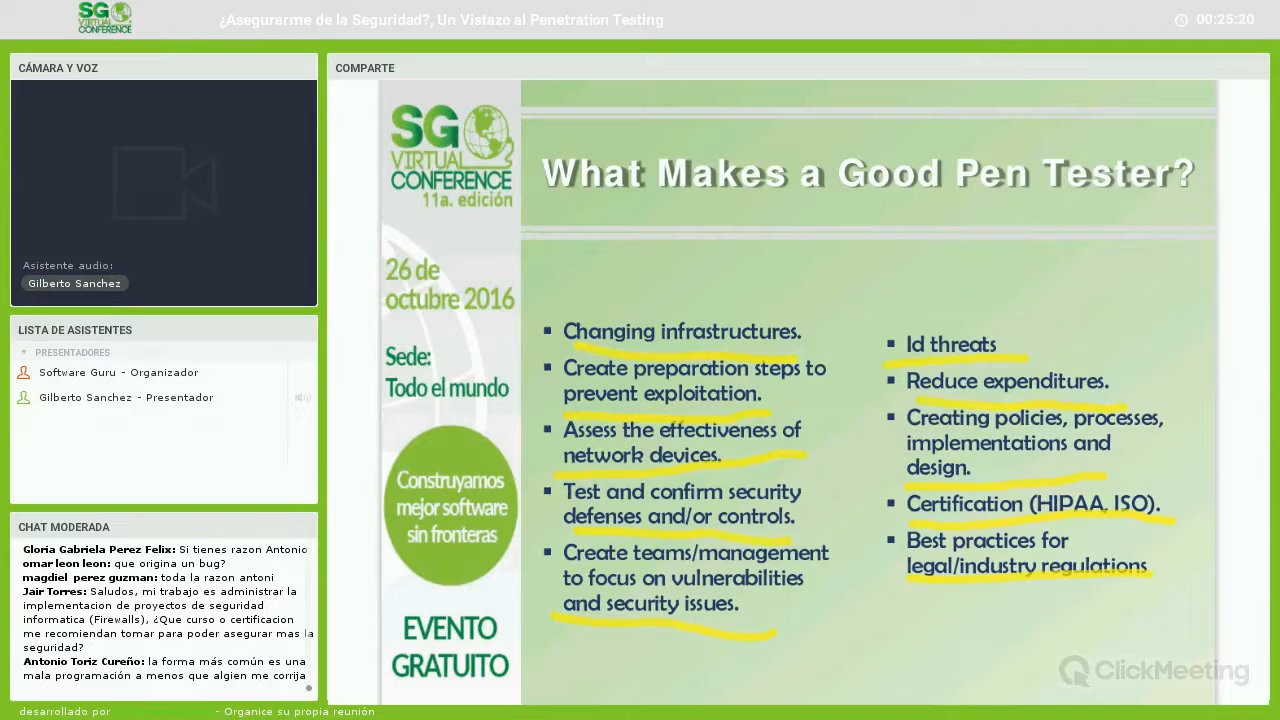 SG
VIRTUAL
CONFERENCE
¿Asegurarme de la Seguridad?, Un Vistazo al Penetration Testing
00:25:20
CÁMARA Y VOZ
Asistente audio:
Gilberto Sanchez
LISTA DE ASISTENTES
PRESENTADORES
Software Guru - Organizador
Gilberto Sanchez - Presentador
CHAT MODERADA
Gloria Gabriela Perez Felix: Si tienes razon Antonio
omar leon leon: que origina un bug?
magdiel perez guzman: toda la razon antoni
Jair Torres: Saludos, mi trabajo es administrar la
implementacion de proyectos de seguridad
informatica (Firewalls), ¿Que curso o certificacion
me recomiendan tomar para poder asegurar mas la
seguridad?
Antonio Toriz Cureño: la forma más común es una
mala programación a menos que algien me corrija
COMPARTE
SG
VIRTUAL
CONFERENCE
11a. edición
26 de
octubre 2016
Sede:
Todo el mundo
Construyamos
mejor software
sin fronteras
EVENTO
GRATUITO
What Makes a Good Pen Tester?
Changing infrastructures.
Create preparation steps to
prevent exploitation.
Assess the effectiveness of
network devices.
Test and confirm security
defenses and/or controls.
Create teams/management
to focus on vulnerabilities
and security issues.
Id threats
Reduce expenditures.
Creating policies, processes,
implementations and
design.
Certification (HIPAA, ISO).
Best practices for
legal/industry regulations
ClickMeeting
desarrollado por - Organice su propia reunión